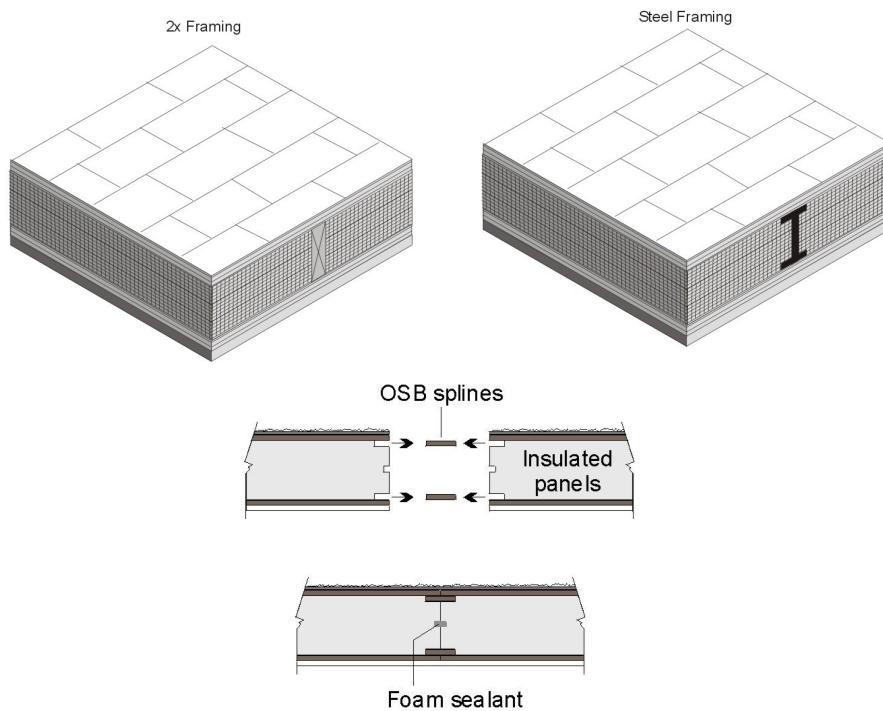 2x Framing
Steel Framing
OSB splines
Insulated
panels
Foam sealant